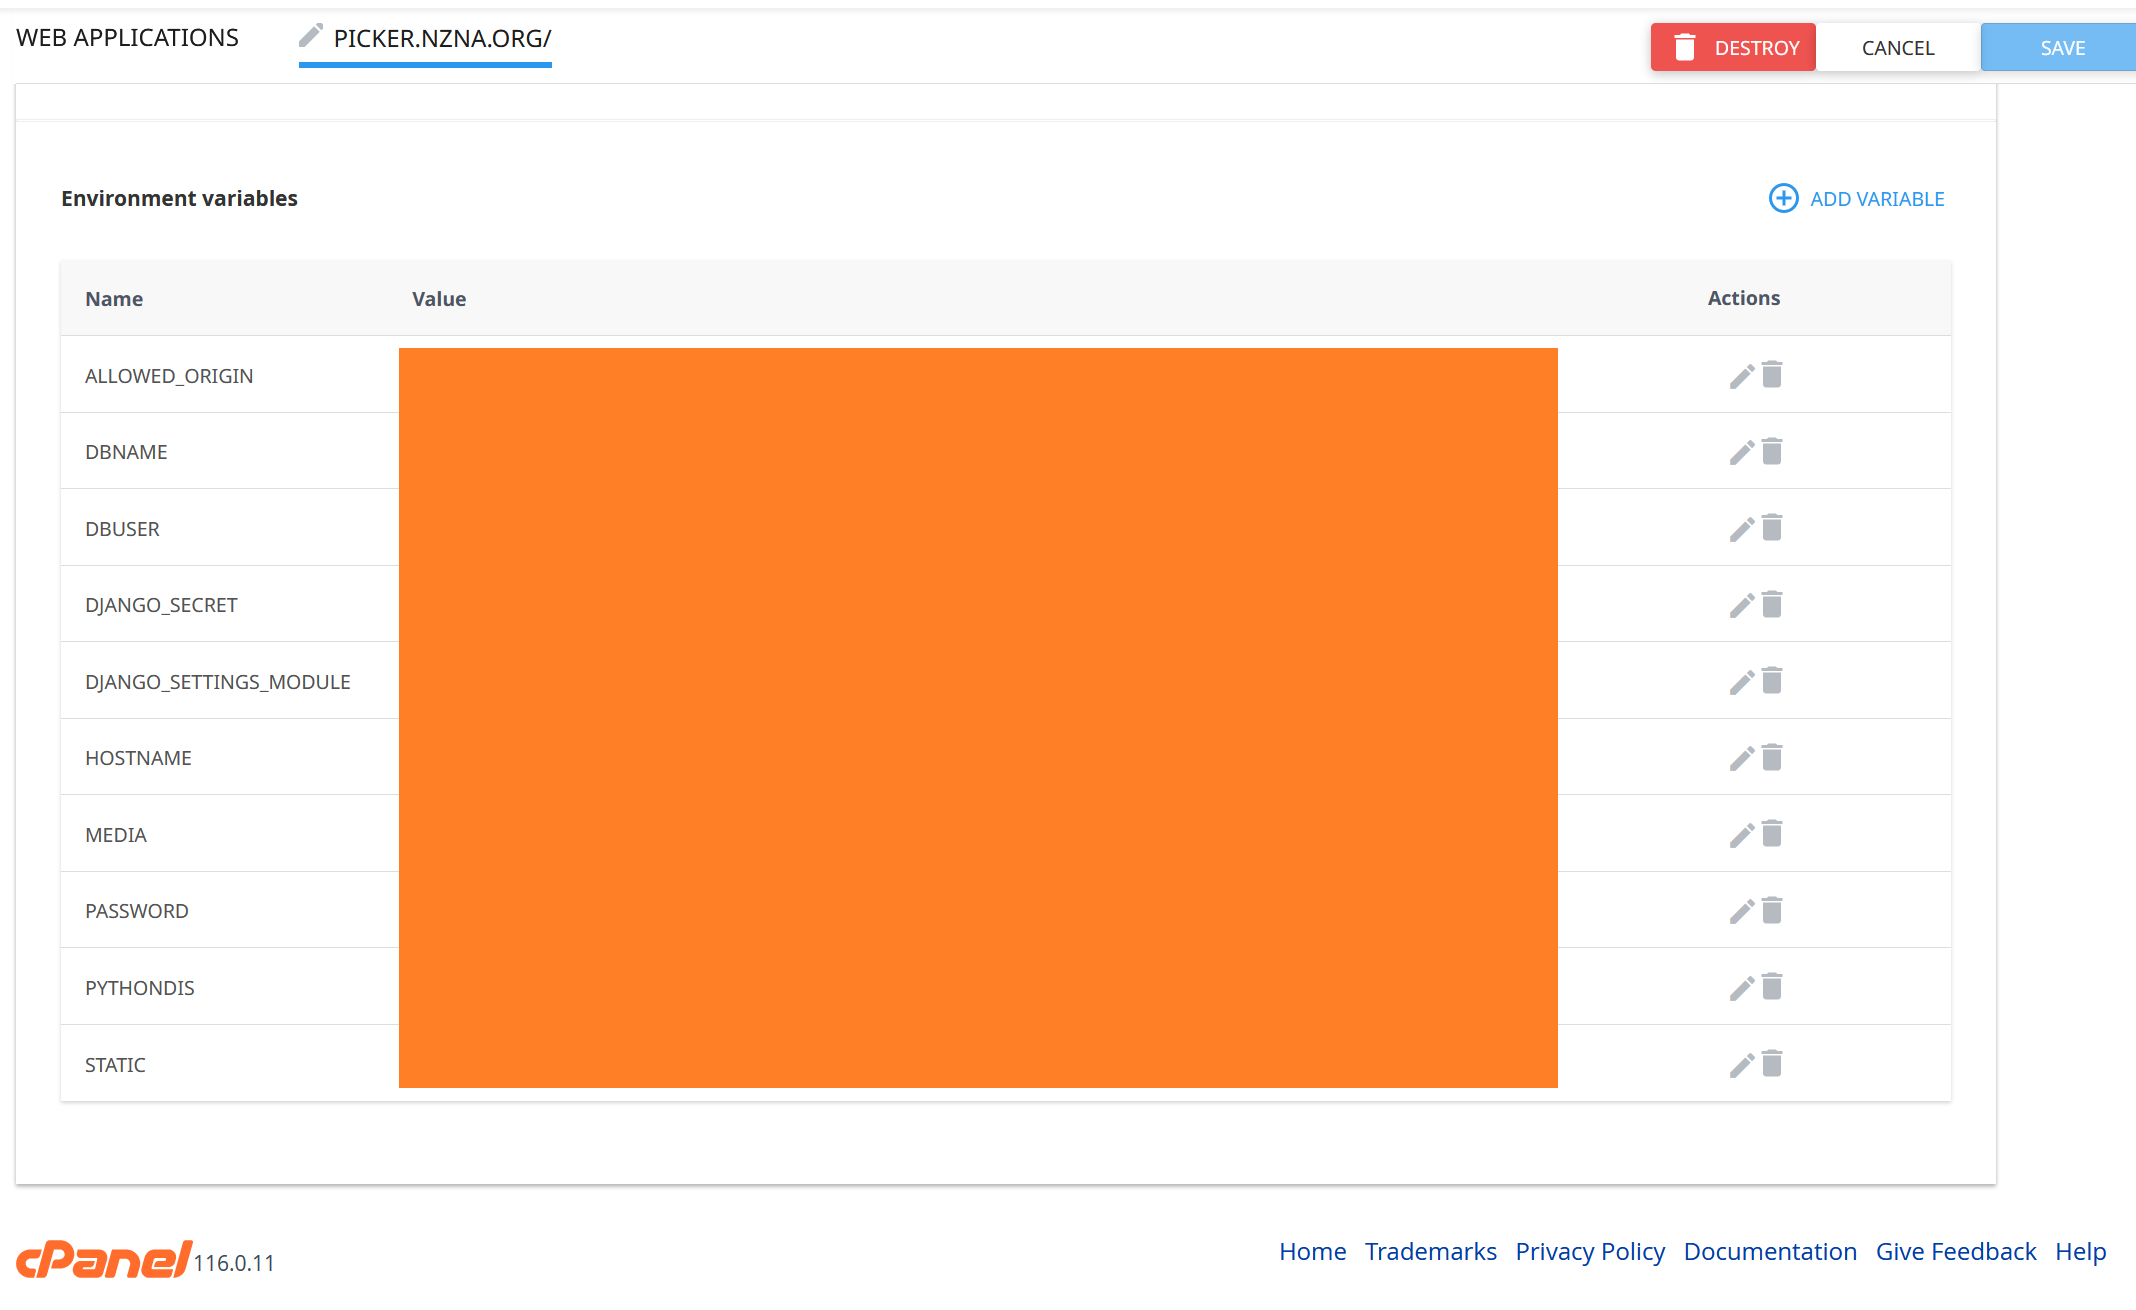 WEB APPLICATIONS PICKER.NZNA.ORG/ DESTROY CANCEL SAVE
Environment variables ADD VARIABLE
Name Value Actions
ALLOWED_ORIGIN
DBNAME
DBUSER
DJANGO_SECRET
DJANGO_SETTINGS_MODULE
HOSTNAME
MEDIA
PASSWORD
PYTHONDIS
STATIC
cPanel 116.0.11 Home Trademarks Privacy Policy Documentation Give Feedback Help